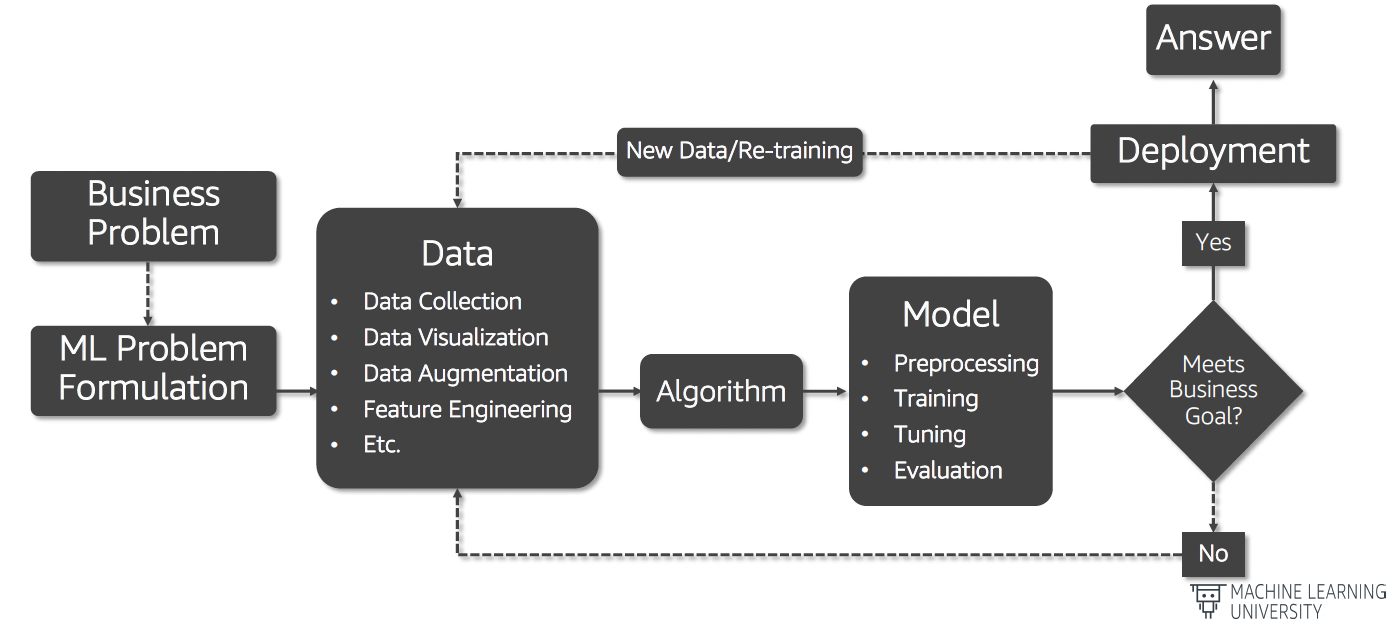 Answer
New Data/Re-training
Deployment
Business
Problem
Yes
Data
• Data Collection
• Data Visualization
• Data Augmentation
• Feature Engineering
• Etc.
ML Problem
Formulation
Algorithm
Model
• Preprocessing
• Training
• Tuning
• Evaluation
Meets
Business
Goal?
No
MACHINE LEARNING
UNIVERSITY